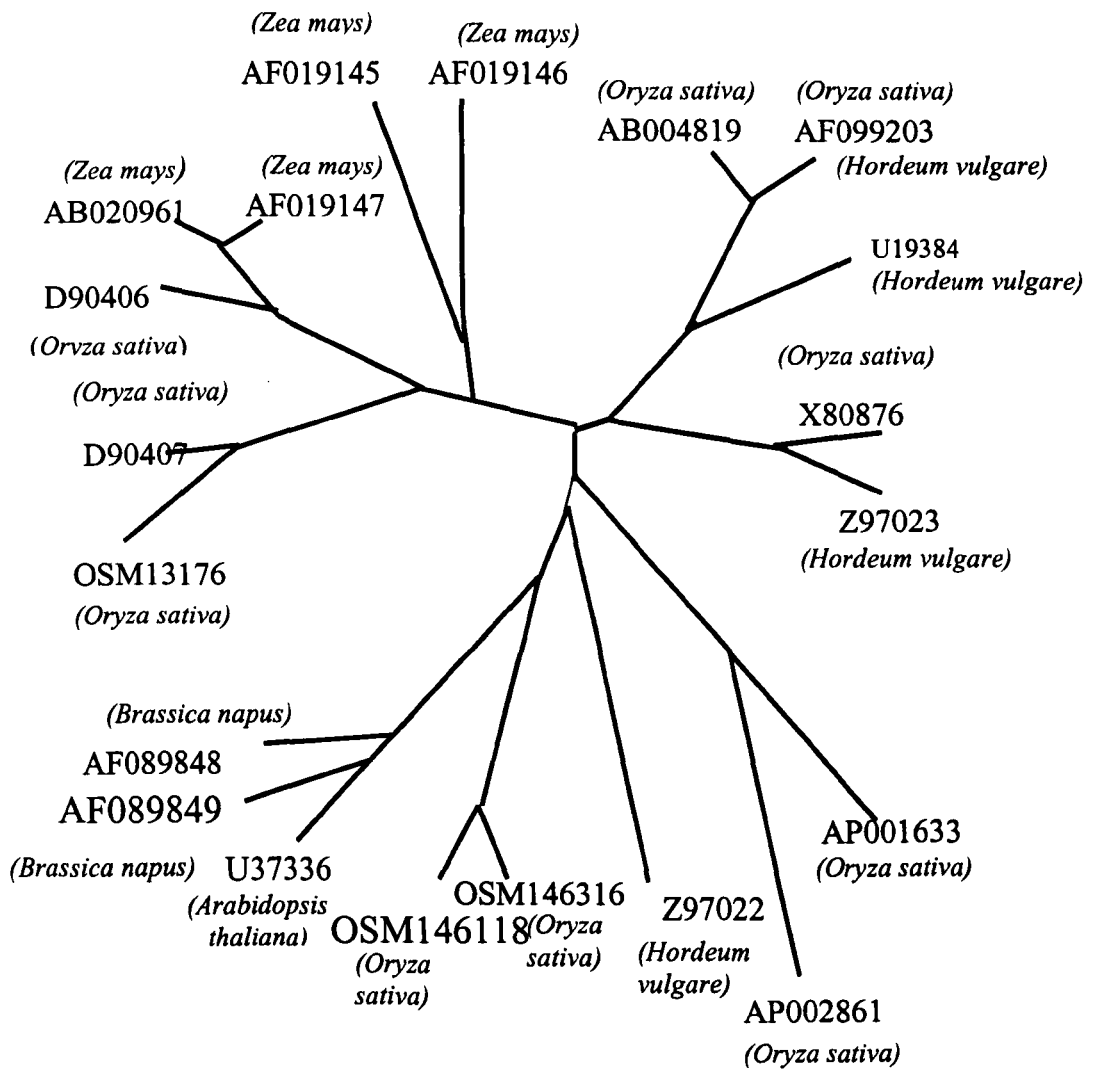 (Zea mays)
AF019145
(Zea mays)
AF019146
(Oryza sativa)
AB004819
(Oryza sativa)
AF099203
(Hordeum vulgare)
(Zea mays)
AB020961
(Zea mays)
AF019147
U19384
(Hordeum vulgare)
D90406
(Oryza sativa)
(Oryza sativa)
D90407
(Oryza sativa)
X80876
Z97023
(Hordeum vulgare)
OSM13176
(Oryza sativa)
(Brassica napus)
AF089848
AF089849
(Brassica napus)
U37336
(Arabidopsis
thaliana)
OSM146316
(Oryza
sativa)
OSM146118
(Oryza
sativa)
Z97022
(Hordeum
vulgare)
AP001633
(Oryza sativa)
AP002861
(Oryza sativa)